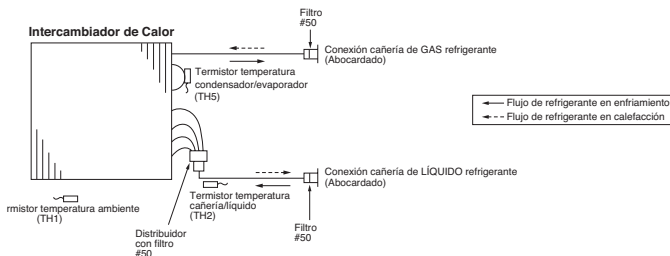 Filtro
#50
Intercambiador de Calor
Conexión cañería de GAS refrigerante
(Abocardado)
Termistor temperatura
condensador/evaporador
(TH5)
Flujo de refrigerante en enfriamiento
Flujo de refrigerante en calefacción
Conexión cañería de LÍQUIDO refrigerante
(Abocardado)
rmistor temperatura ambiente
(TH1)
Termistor temperatura
cañería/líquido
(TH2)
Distribuidor
con filtro
#50
Filtro
#50